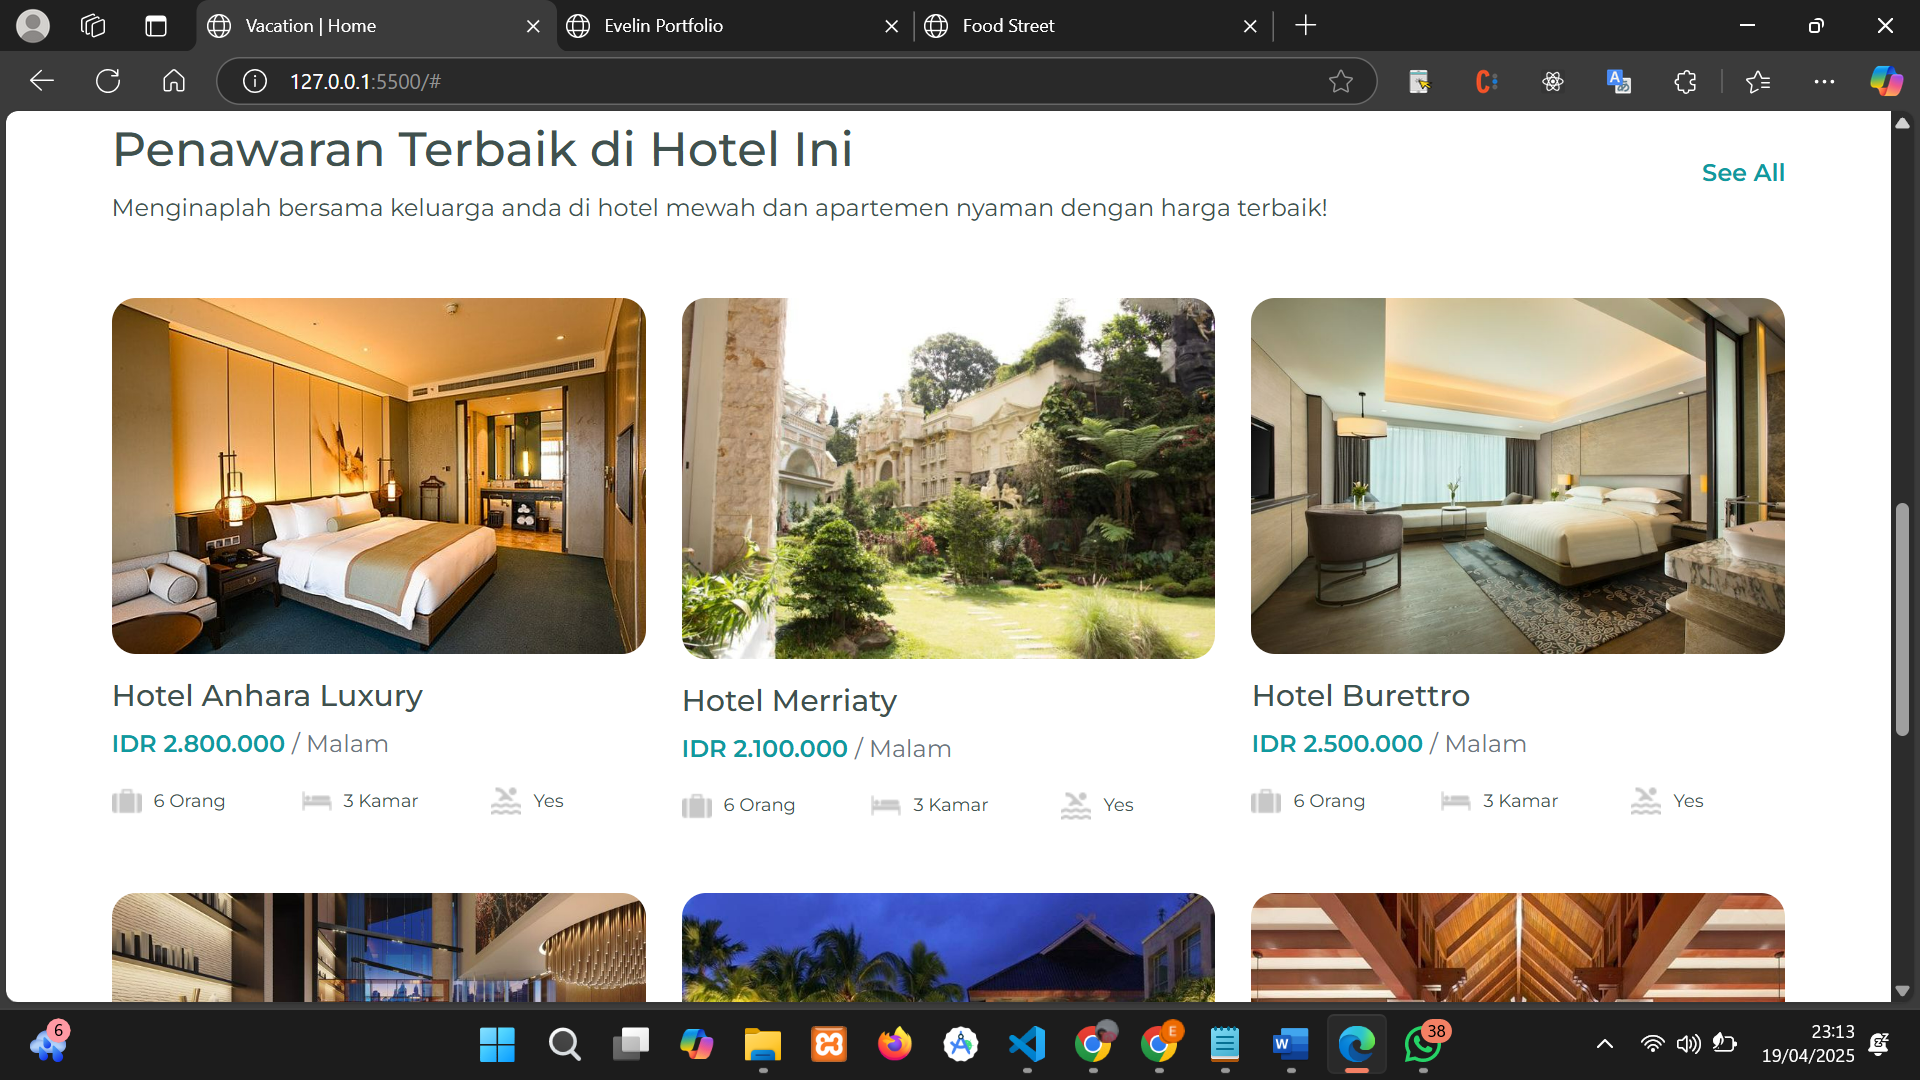 Vacation | Home
Evelin Portfolio
Food Street
127.0.0.1:5500/#
Penawaran Terbaik di Hotel Ini
See All
Menginaplah bersama keluarga anda di hotel mewah dan apartemen nyaman dengan harga terbaik!
Hotel Anhara Luxury
IDR 2.800.000 / Malam
6 Orang
3 Kamar
Yes
Hotel Merriaty
IDR 2.100.000 / Malam
6 Orang
3 Kamar
Yes
Hotel Burettro
IDR 2.500.000 / Malam
6 Orang
3 Kamar
Yes
6
E
38
23:13
19/04/2025